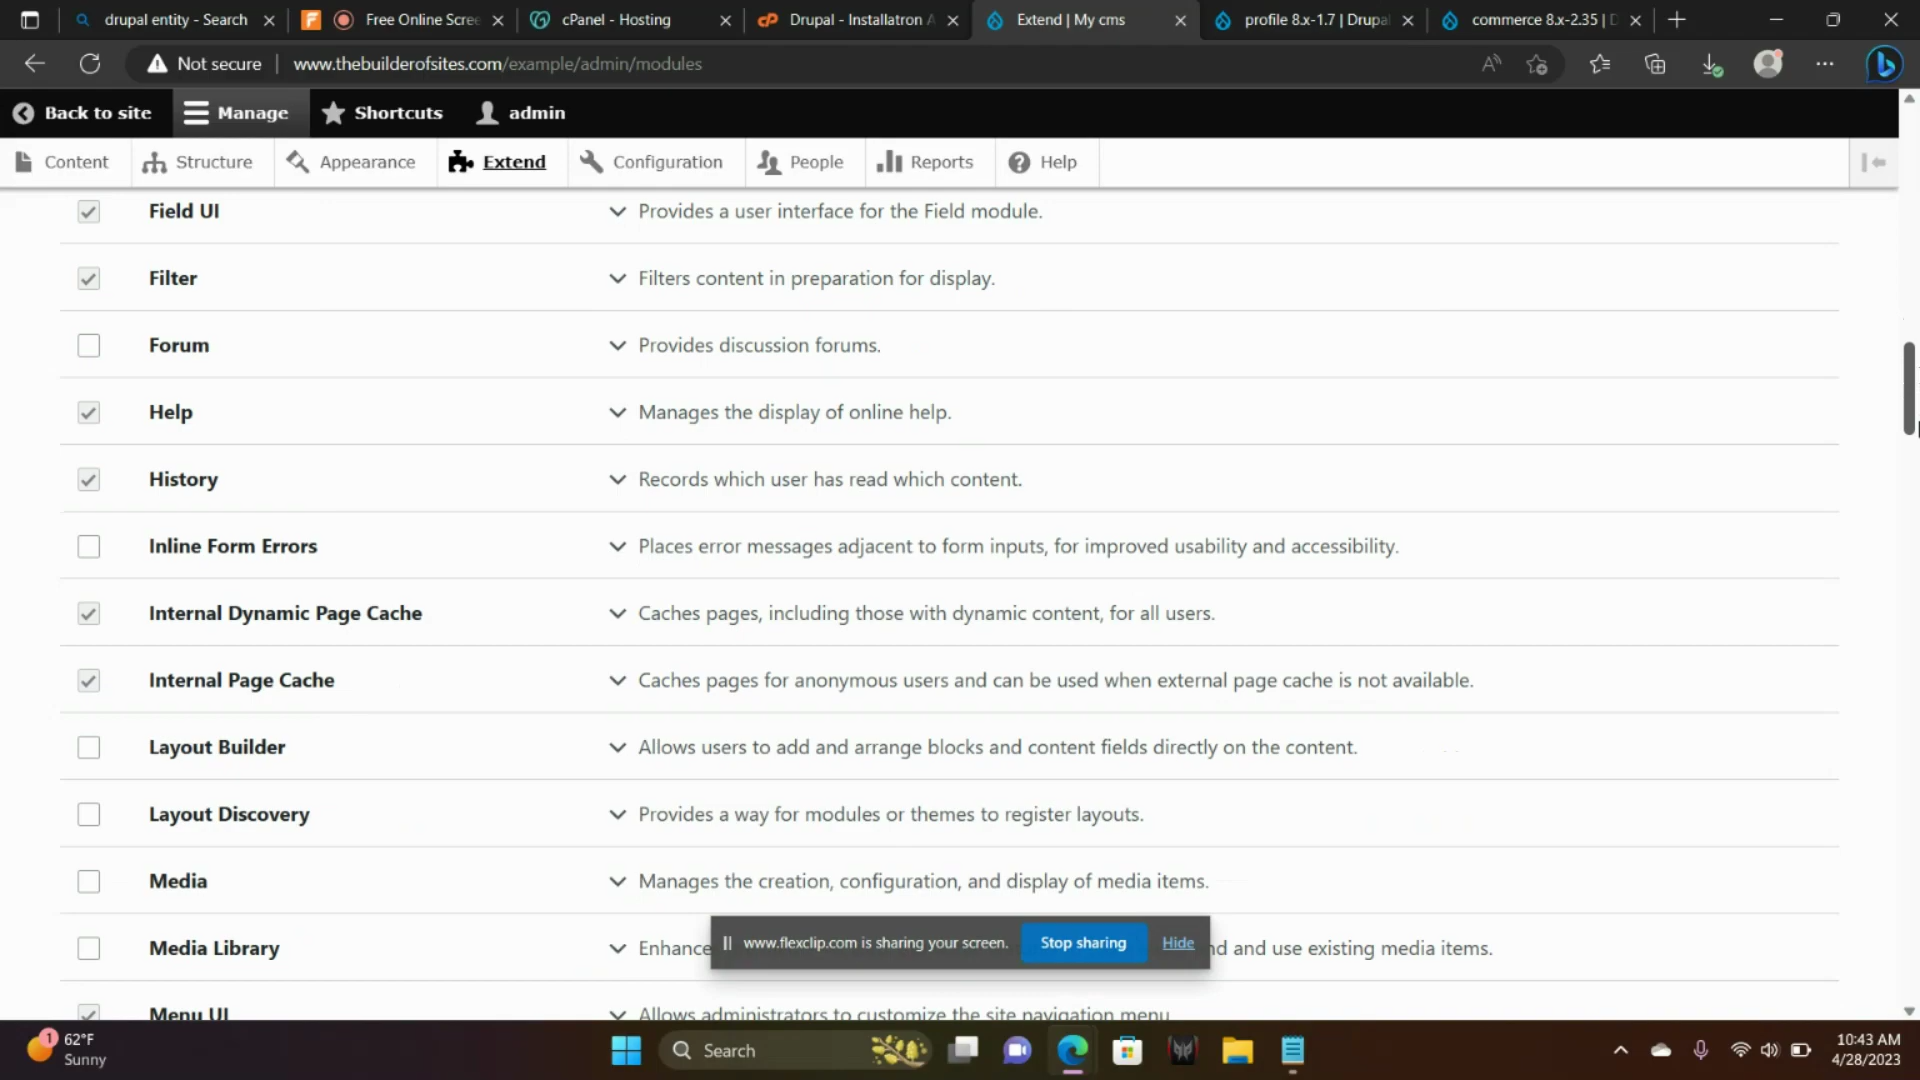 drupal entity - Search
Free Online Scree
cPanel - Hosting
Drupal - Installatron A
Extend | My cms
profile 8.x-1.7 | Drupal
commerce 8.x-2.35 | D
Not secure
www.thebuilderofsites.com/example/admin/modules
Back to site
Manage
Shortcuts
admin
Content
Structure
Appearance
Extend
Configuration
People
Reports
Help
Field UI
Provides a user interface for the Field module.
Filter
Filters content in preparation for display.
Forum
Provides discussion forums.
Help
Manages the display of online help.
History
Records which user has read which content.
Inline Form Errors
Places error messages adjacent to form inputs, for improved usability and accessibility.
Internal Dynamic Page Cache
Caches pages, including those with dynamic content, for all users.
Internal Page Cache
Caches pages for anonymous users and can be used when external page cache is not available.
Layout Builder
Allows users to add and arrange blocks and content fields directly on the content.
Layout Discovery
Provides a way for modules or themes to register layouts.
Media
Manages the creation, configuration, and display of media items.
Media Library
Enhance
nd and use existing media items.
www.flexclip.com is sharing your screen.
Stop sharing
Hide
Menu UI
Allows administrators to customize the site navigation menu
1
62°F
Sunny
Search
10:43 AM
4/28/2023